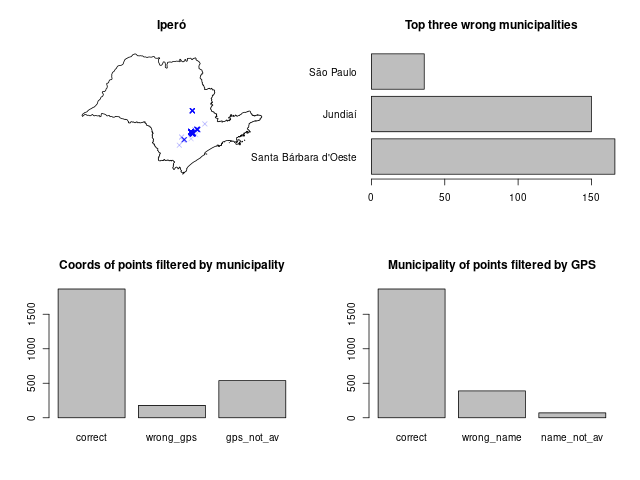 Iperó
Top three wrong municipalities
São Paulo
Jundiaí
Santa Bárbara d'Oeste
0 50 100 150
Coords of points filtered by municipality
1500
1000
500
0
correct wrong_gps gps_not_av
Municipality of points filtered by GPS
1500
1000
500
0
correct wrong_name name_not_av